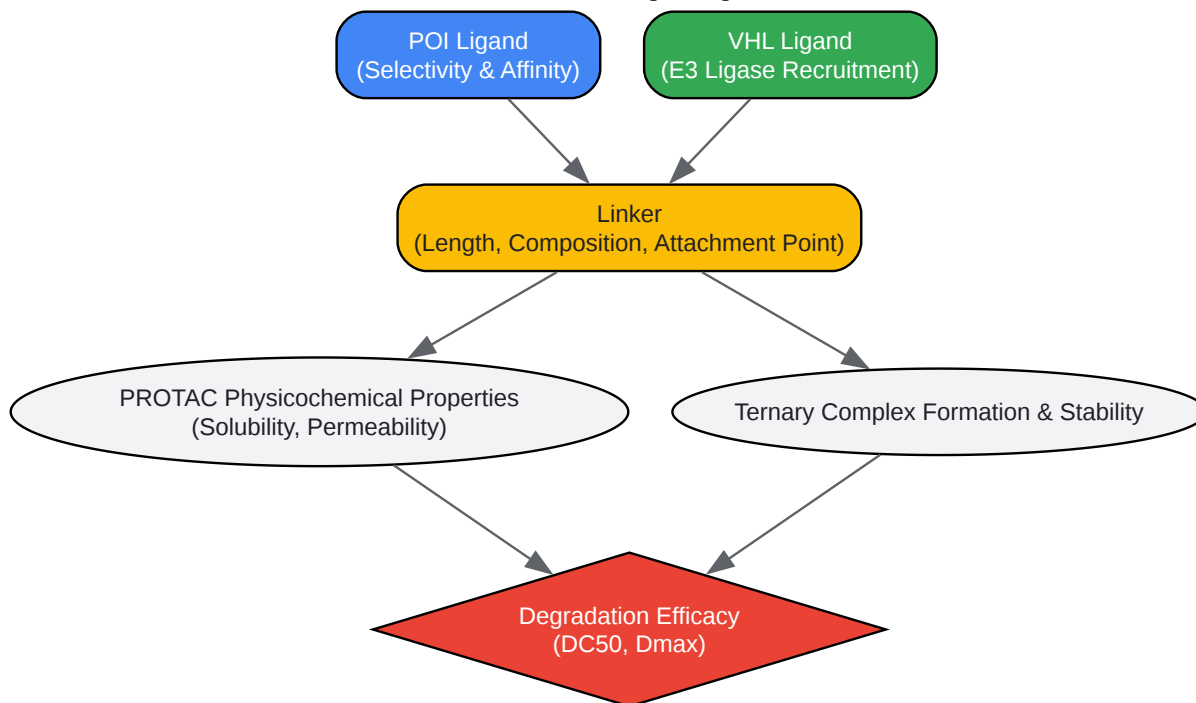 POI Ligand
(Selectivity & Affinity)
VHL Ligand
(E3 Ligase Recruitment)
Linker
(Length, Composition, Attachment Point)
PROTAC Physicochemical Properties
(Solubility, Permeability)
Ternary Complex Formation & Stability
Degradation Efficacy
(DC50, Dmax)